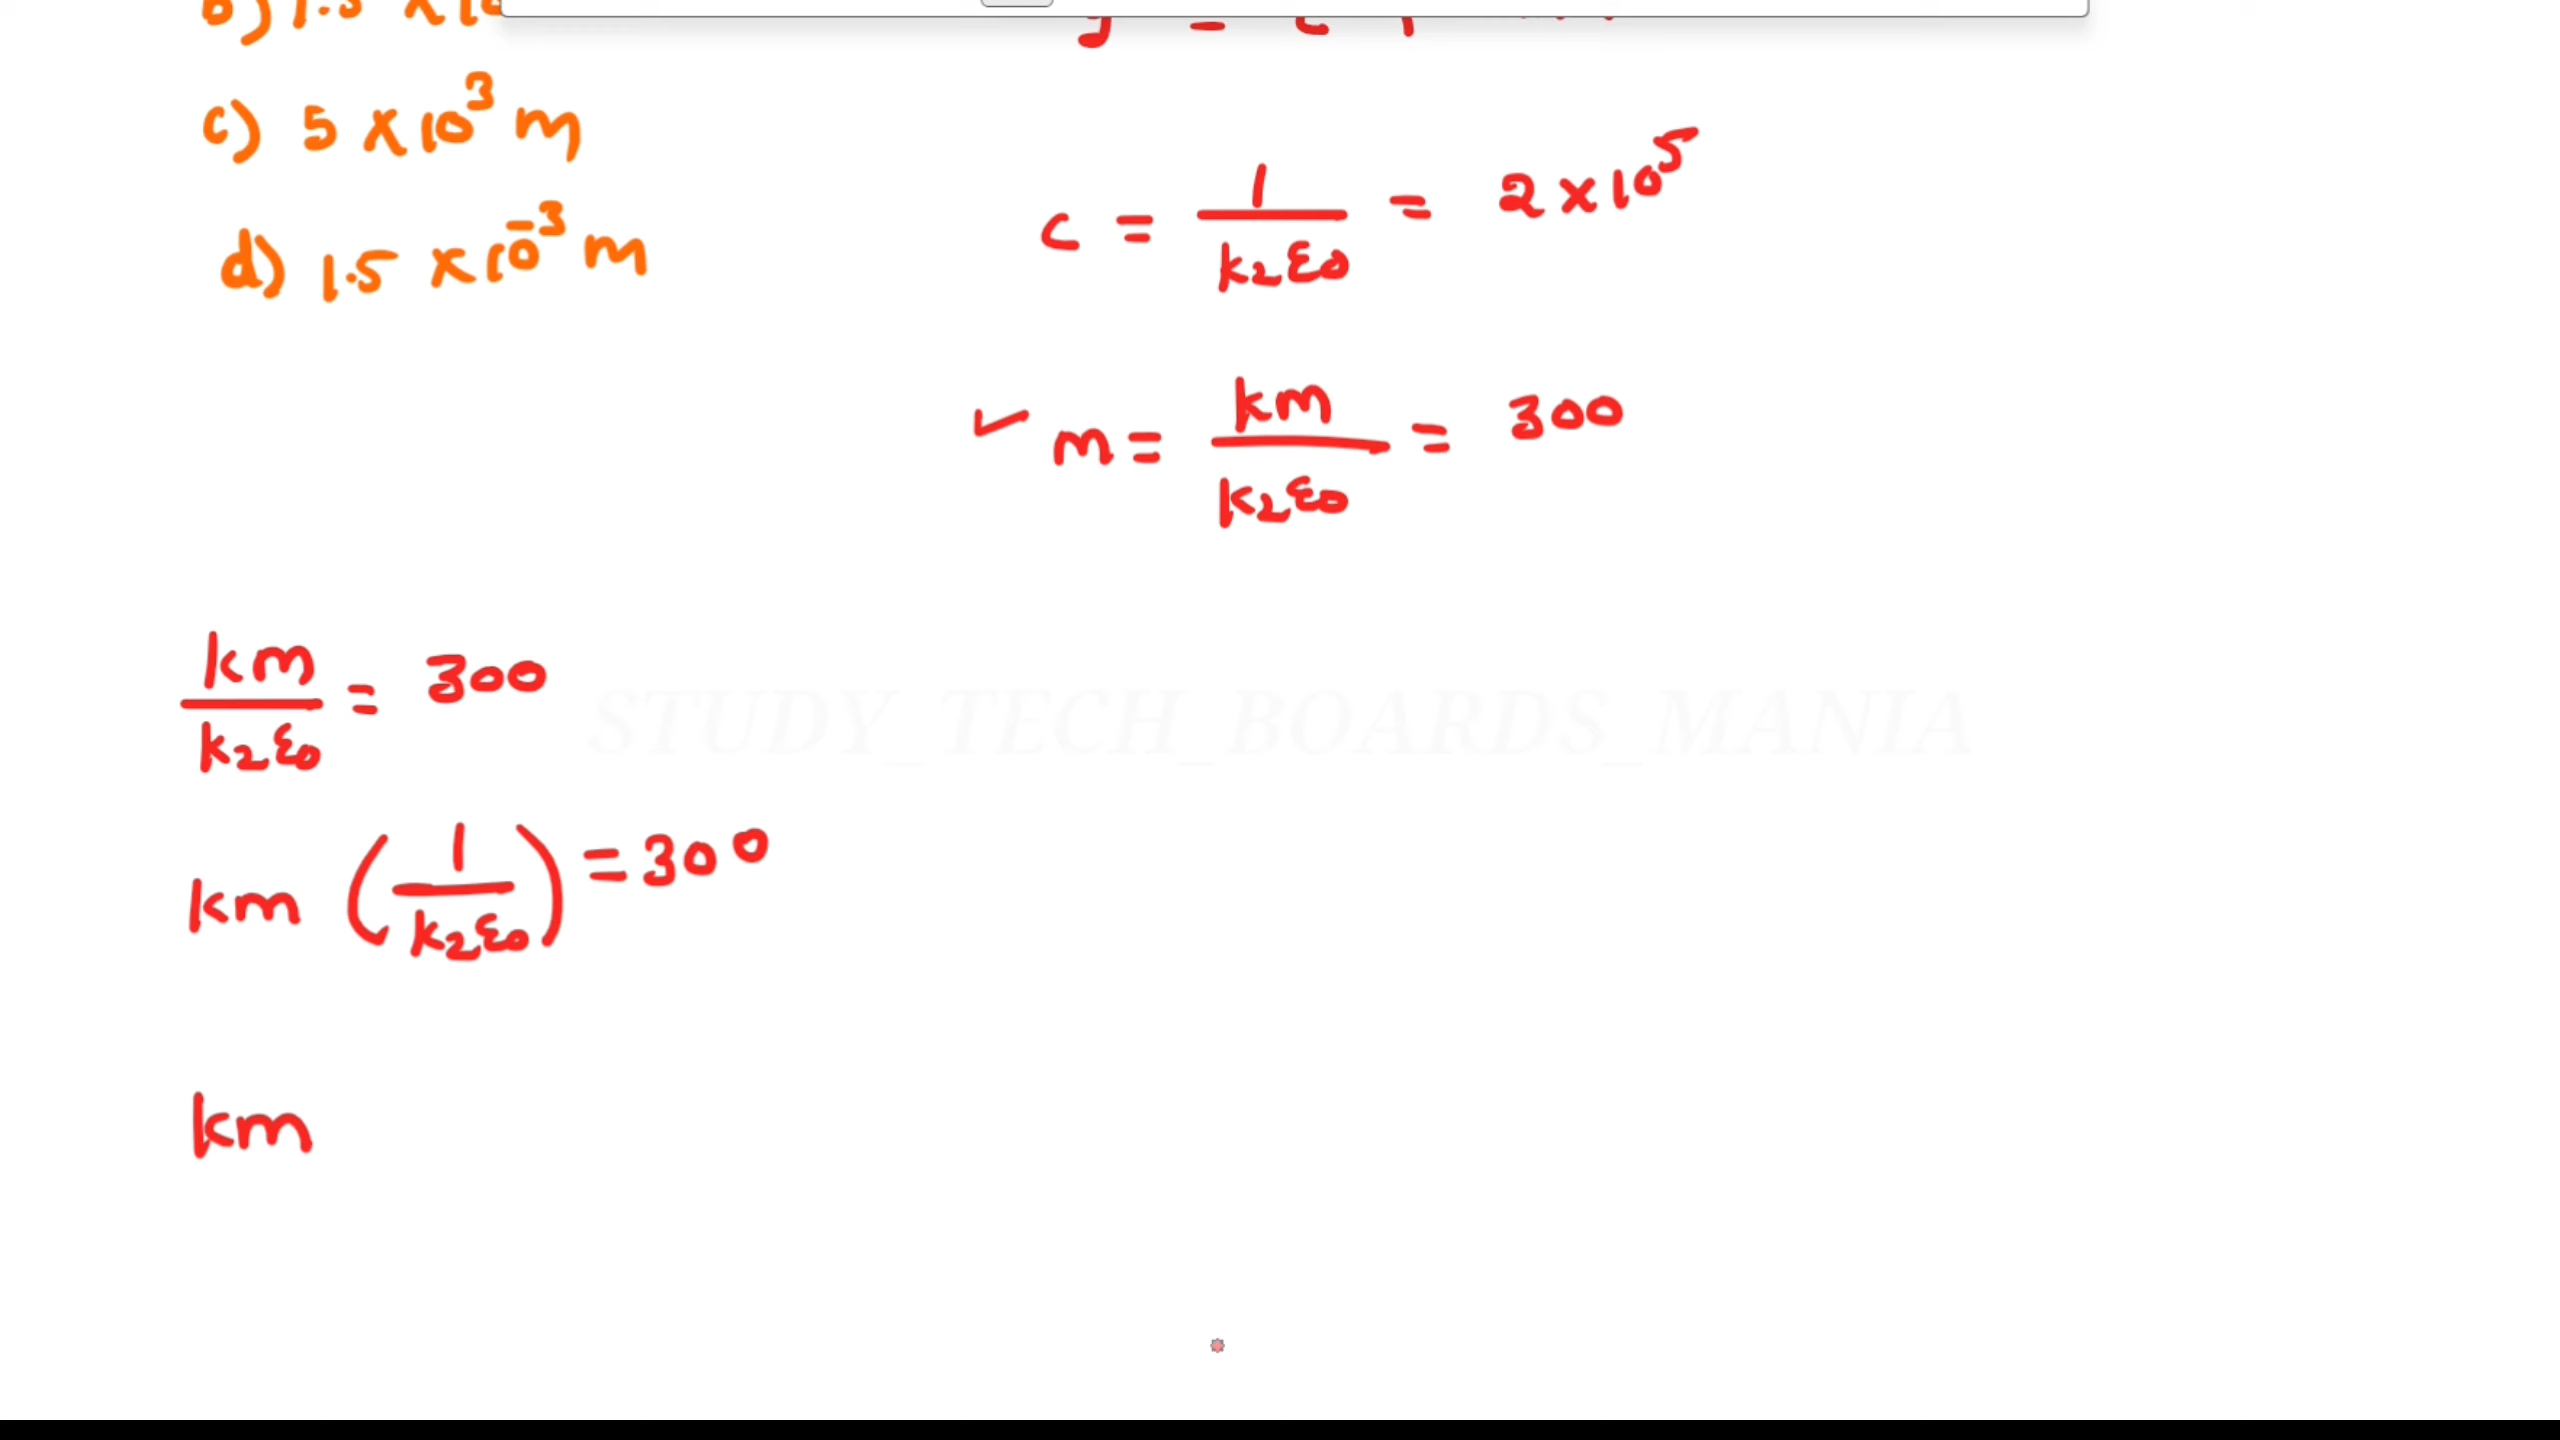 c) 5 x 10³ m
d) 1.5 x 10⁻³ m
c = 1/k₂ε₀ = 2 x 10⁵
✓ m = km/k₂ε₀ = 300
km/k₂ε₀ = 300
km (1/k₂ε₀) = 300
km
STUDY_TECH_BOARDS_MANIA